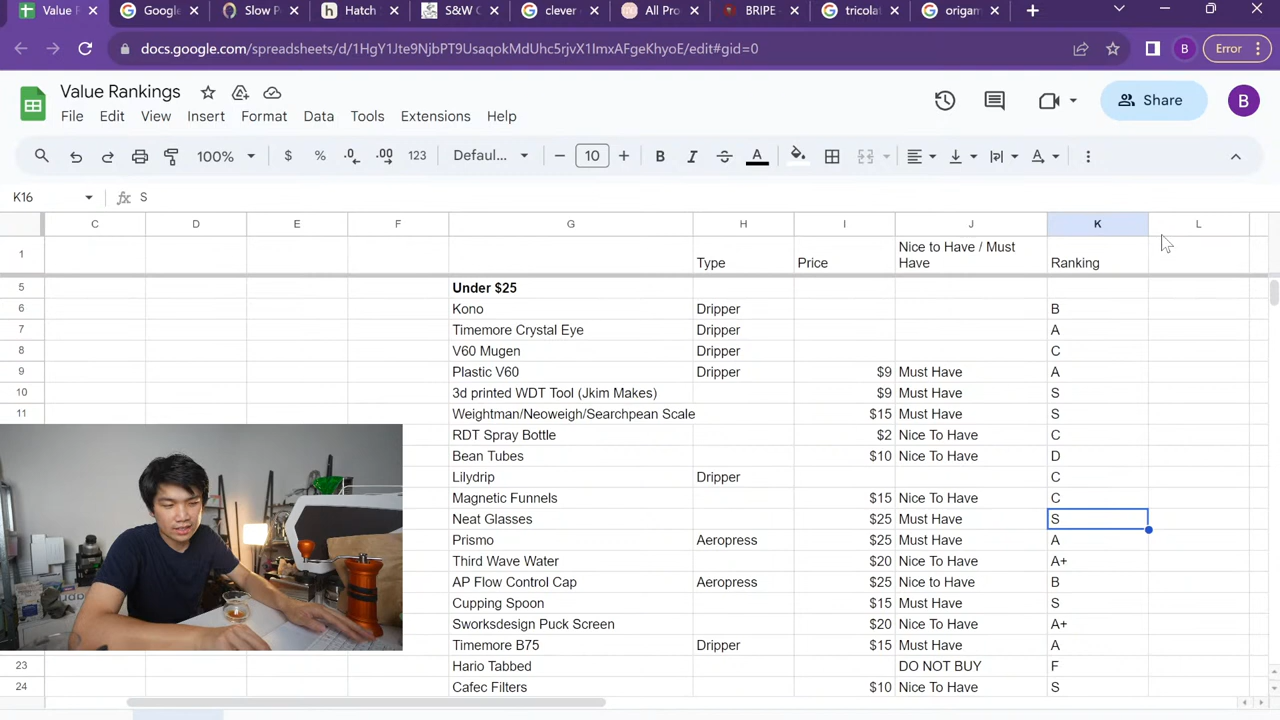 Value R
Google
Slow P
Hatch
S&W C
clever
All Pro
BRIPE
tricolat
origam
docs.google.com/spreadsheets/d/1HgY1Jte9NjbPT9UsaqokMdUhc5rjvX1ImxAFgeKhyoE/edit#gid=0
B
Error
Value Rankings
File Edit View Insert Format Data Tools Extensions Help
Share
B
100% $ % .0 .00 123 Defaul... 10 B I A
K16 fx S
C D E F G H I J K L
1 Type Price Nice to Have / Must Have Ranking
5 Under $25
6 Kono Dripper B
7 Timemore Crystal Eye Dripper A
8 V60 Mugen Dripper C
9 Plastic V60 Dripper $9 Must Have A
10 3d printed WDT Tool (Jkim Makes) $9 Must Have S
11 Weightman/Neoweigh/Searchpean Scale $15 Must Have S
RDT Spray Bottle $2 Nice To Have C
Bean Tubes $10 Nice To Have D
Lilydrip Dripper C
Magnetic Funnels $15 Nice To Have C
Neat Glasses $25 Must Have S
Prismo Aeropress $25 Must Have A
Third Wave Water $20 Nice To Have A+
AP Flow Control Cap Aeropress $25 Nice to Have B
Cupping Spoon $15 Must Have S
Sworksdesign Puck Screen $20 Nice To Have A+
Timemore B75 Dripper $15 Must Have A
23 Hario Tabbed DO NOT BUY F
24 Cafec Filters $10 Nice To Have S